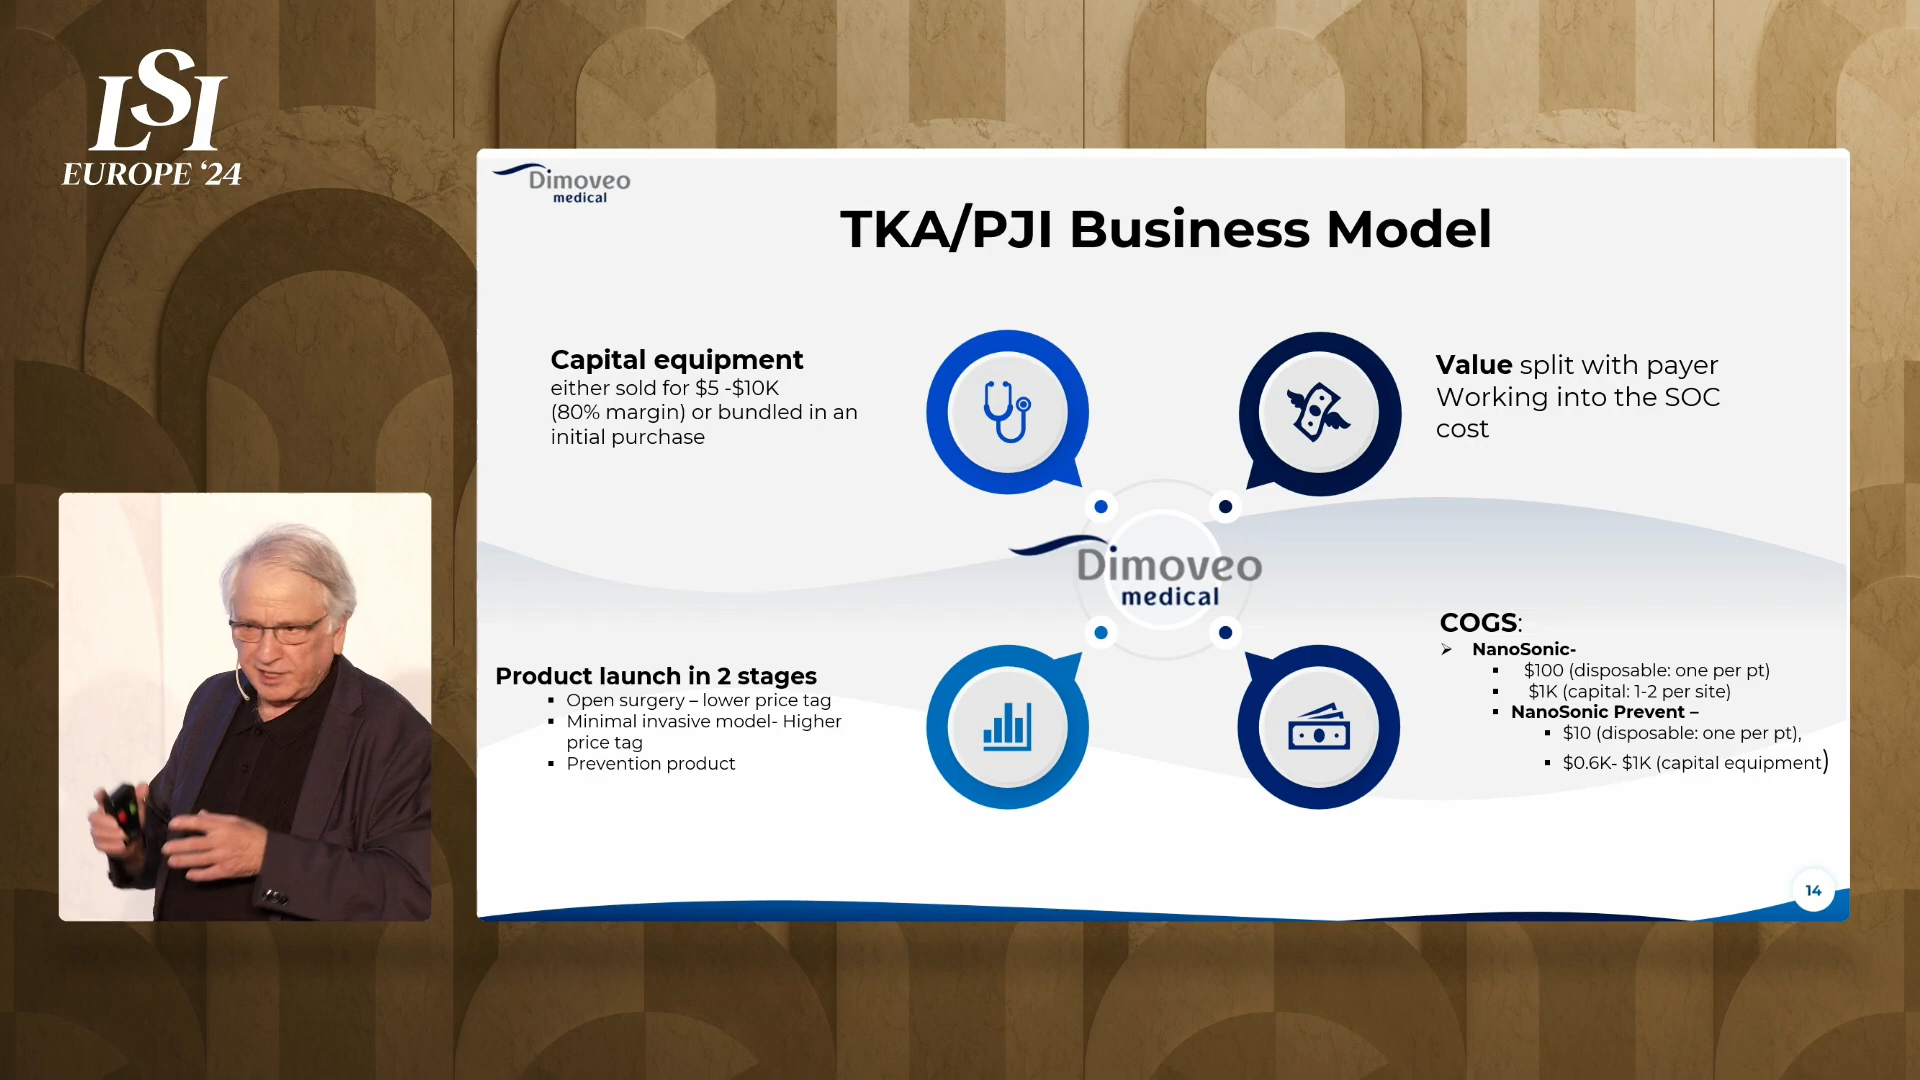 LSI
EUROPE ‘24
Dimoveo
medical
TKA/PJI Business Model
Capital equipment
either sold for $5 -$10K
(80% margin) or bundled in an
initial purchase
Value split with payer
Working into the SOC
cost
Dimoveo
medical
Product launch in 2 stages
▪ Open surgery – lower price tag
▪ Minimal invasive model- Higher
price tag
▪ Prevention product
COGS:
➢ NanoSonic-
▪ $100 (disposable: one per pt)
▪ $1K (capital: 1-2 per site)
▪ NanoSonic Prevent –
▪ $10 (disposable: one per pt),
▪ $0.6K- $1K (capital equipment)
14